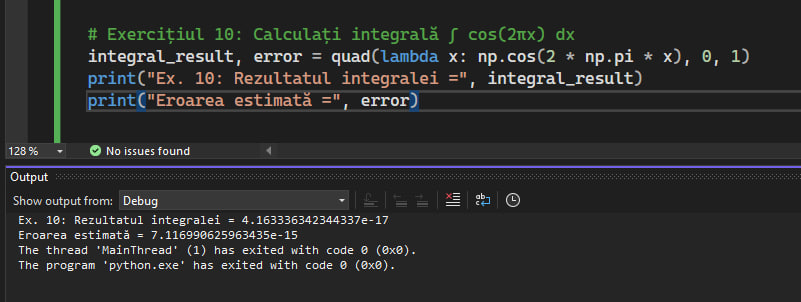 # Exercițiul 10: Calculați integrală ∫ cos(2πx) dx
integral_result, error = quad(lambda x: np.cos(2 * np.pi * x), 0, 1)
print("Ex. 10: Rezultatul integralei =", integral_result)
print("Eroarea estimată =", error)
128 % No issues found
Output
Show output from: Debug
Ex. 10: Rezultatul integralei = 4.163336342344337e-17
Eroarea estimată = 7.116990625963435e-15
The thread 'MainThread' (1) has exited with code 0 (0x0).
The program 'python.exe' has exited with code 0 (0x0).